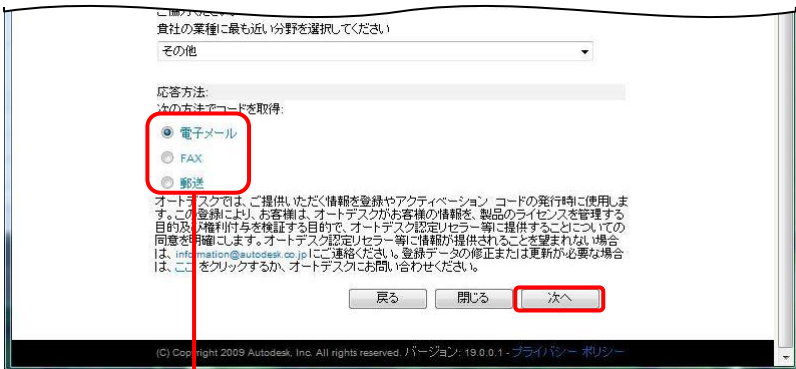 ご協力ください。
貴社の業種に最も近い分野を選択してください
その他
応答方法:
次の方法でコードを取得:
電子メール
FAX
郵送
オートデスクでは、ご提供いただく情報を登録やアクティベーション コードの発行時に使用しま
す。この登録により、お客様は、オートデスクがお客様の情報を、製品のライセンスを管理する
目的及び権利付与を検証する目的で、オートデスク認定リセラー等に提供することについての
同意を明確にします。オートデスク認定リセラー等に情報が提供されることを望まれない場合
は、information@autodesk.co.jp にご連絡ください。登録データの修正または更新が必要な場合
は、ここ をクリックするか、オートデスクにお問い合わせください。
戻る 閉じる 次へ
(C) Copyright 2009 Autodesk, Inc. All rights reserved. バージョン: 19.0.0.1 - プライバシー ポリシー